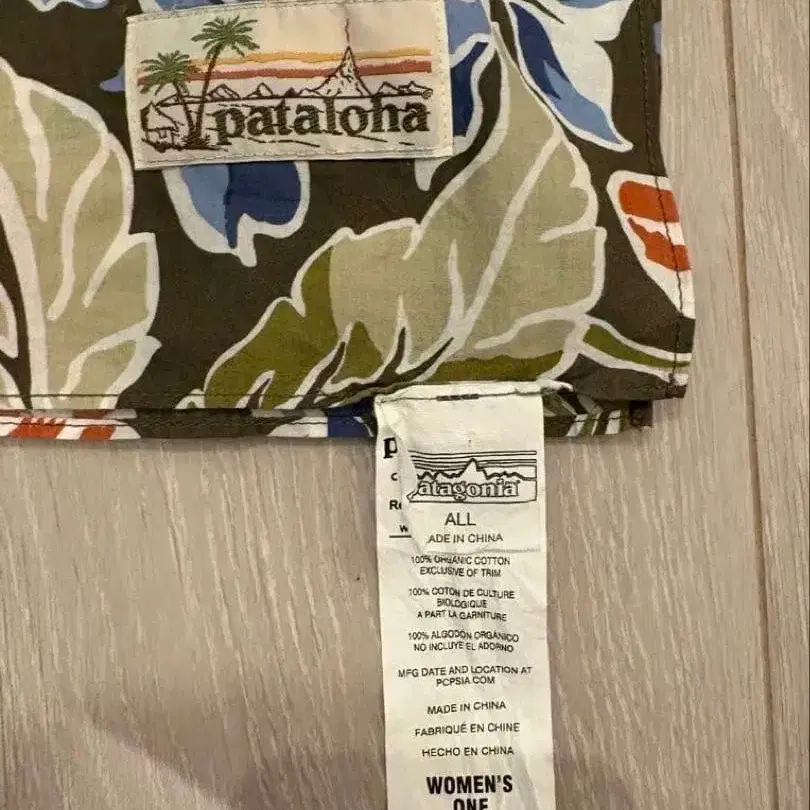 pataloha
p
c
R
w
atagonia
ALL
ADE IN CHINA
100% ORGANIC COTTON
EXCLUSIVE OF TRIM
100% COTON DE CULTURE
BIOLOGIQUE
A PART LA GARNITURE
100% ALGODON ORGANICO
NO INCLUYE EL ADORNO
MFG DATE AND LOCATION AT
PCPSIA.COM
MADE IN CHINA
FABRIQUÉ EN CHINE
HECHO EN CHINA
WOMEN'S
ONE